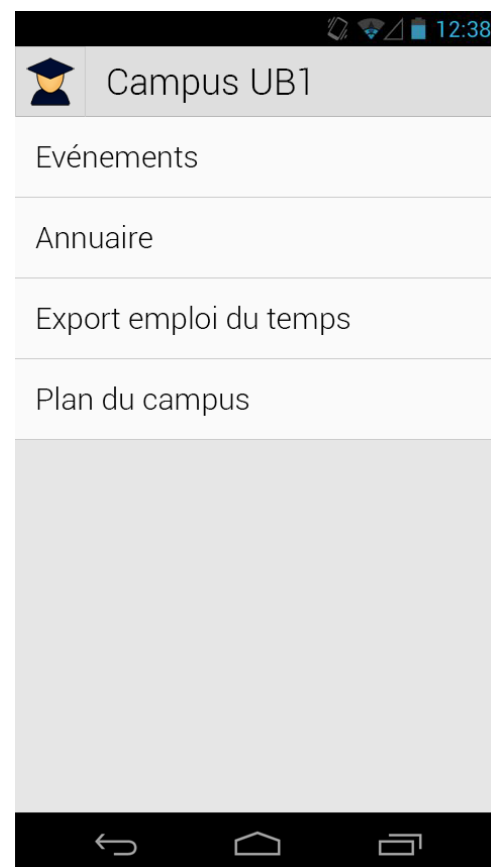 12:38
Campus UB1
Evénements
Annuaire
Export emploi du temps
Plan du campus